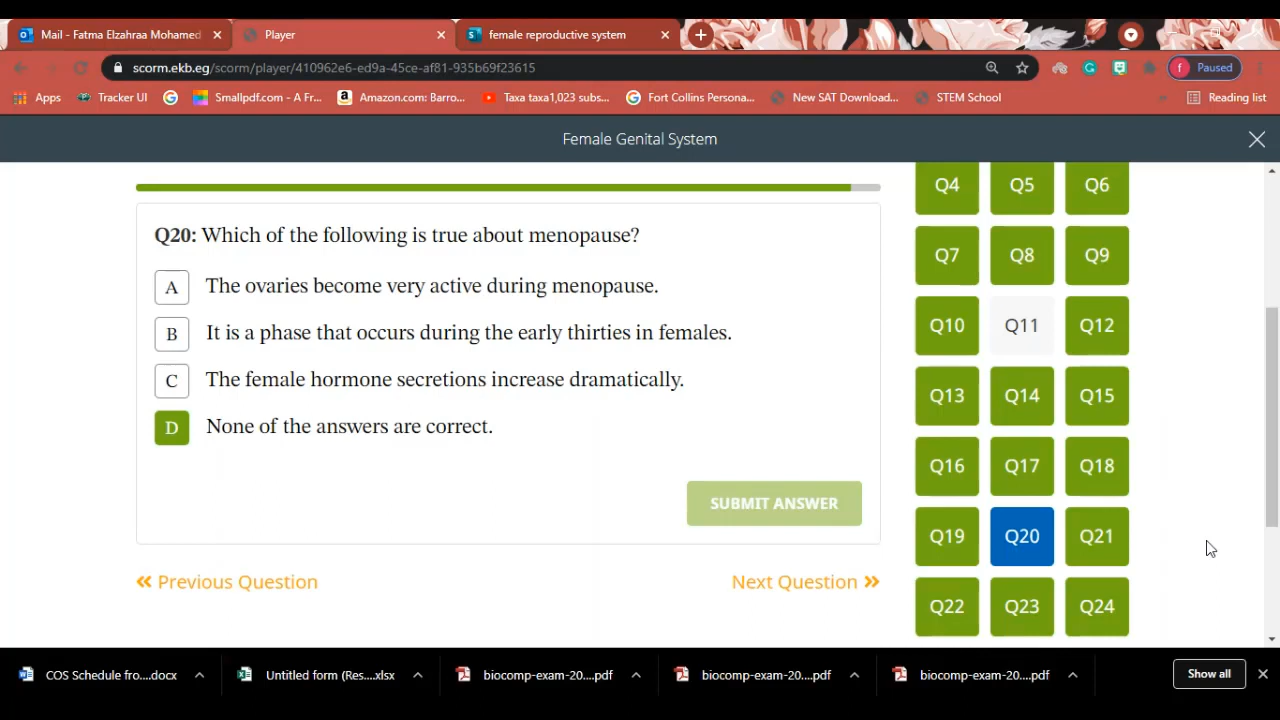 Mail - Fatma Elzahraa Mohamed
Player
female reproductive system
scorm.ekb.eg/scorm/player/410962e6-ed9a-45ce-af81-935b69f23615
f Paused
Apps
Tracker UI
Smallpdf.com - A Fr...
Amazon.com: Barro...
Taxa taxa1,023 subs...
Fort Collins Persona...
New SAT Download...
STEM School
Reading list
Female Genital System
Q4 Q5 Q6
Q20: Which of the following is true about menopause?
A The ovaries become very active during menopause.
B It is a phase that occurs during the early thirties in females.
C The female hormone secretions increase dramatically.
D None of the answers are correct.
SUBMIT ANSWER
Previous Question
Next Question
Q7 Q8 Q9
Q10 Q11 Q12
Q13 Q14 Q15
Q16 Q17 Q18
Q19 Q20 Q21
Q22 Q23 Q24
COS Schedule fro....docx
Untitled form (Res....xlsx
biocomp-exam-20....pdf
biocomp-exam-20....pdf
biocomp-exam-20....pdf
Show all